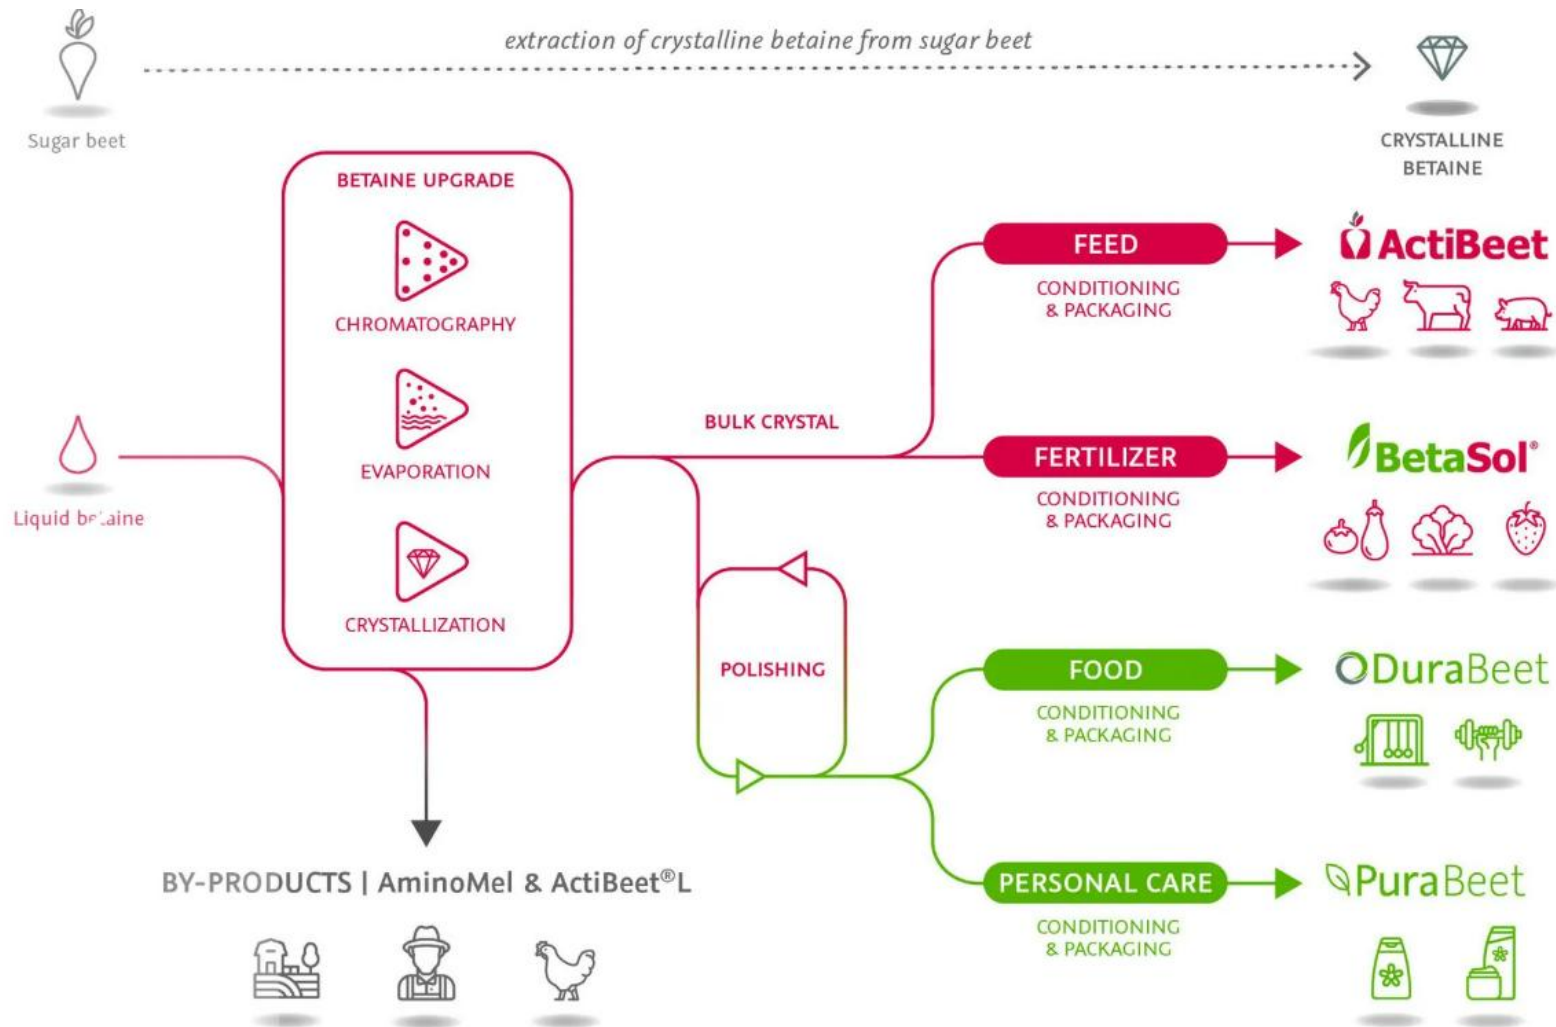 extraction of crystalline betaine from sugar beet
Sugar beet
CRYSTALLINE
BETAINE
BETAINE UPGRADE
CHROMATOGRAPHY
EVAPORATION
CRYSTALLIZATION
Liquid betaine
BULK CRYSTAL
POLISHING
FEED
CONDITIONING
& PACKAGING
ActiBeet
FERTILIZER
CONDITIONING
& PACKAGING
BetaSol®
FOOD
CONDITIONING
& PACKAGING
DuraBeet
PERSONAL CARE
CONDITIONING
& PACKAGING
PuraBeet
BY-PRODUCTS | AminoMel & ActiBeet®L